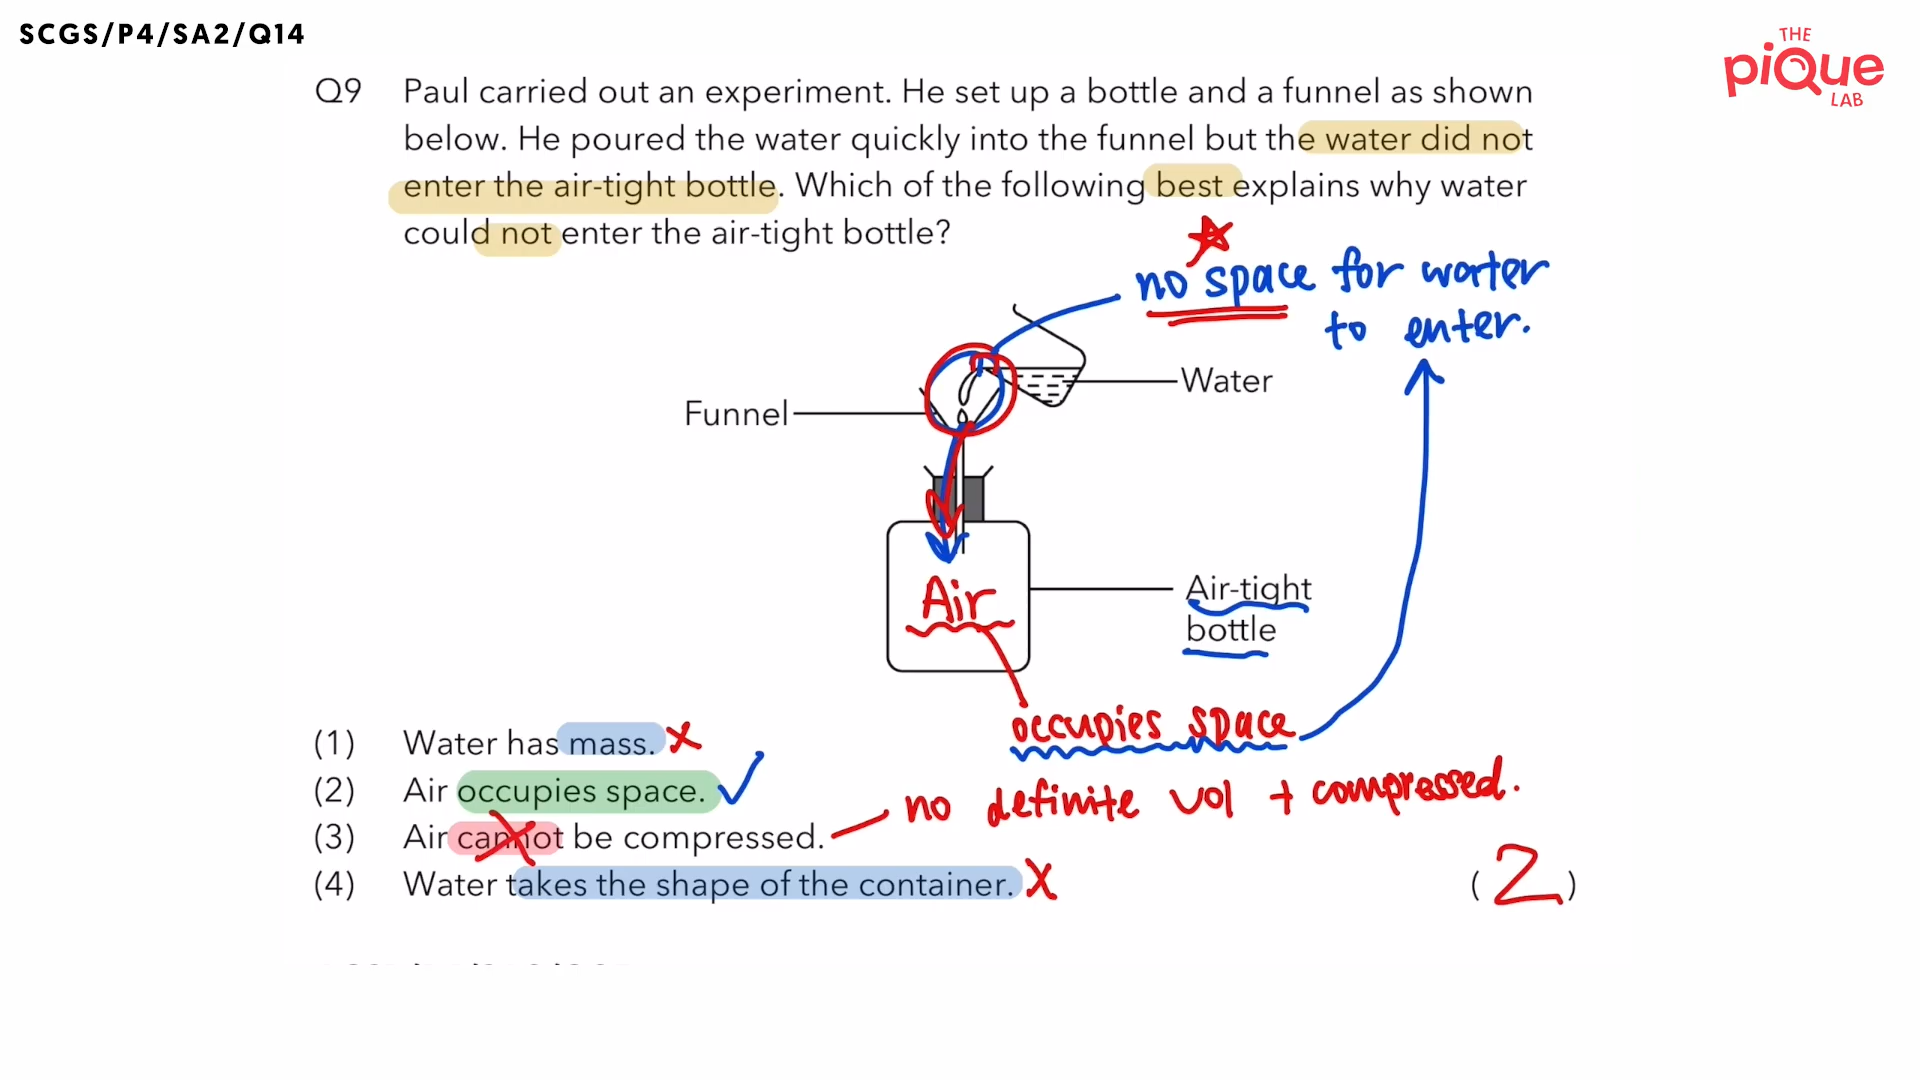 SCGS/P4/SA2/Q14
THE
pique
LAB
Q9 Paul carried out an experiment. He set up a bottle and a funnel as shown
below. He poured the water quickly into the funnel but the water did not
enter the air-tight bottle. Which of the following best explains why water
could not enter the air-tight bottle?
no space for water
to enter.
Water
Funnel
Air
Air-tight
bottle
occupies space
(1) Water has mass. x
(2) Air occupies space.
no definite vol + compressed.
(3) Air cannot be compressed.
(4) Water takes the shape of the container. x
(2)